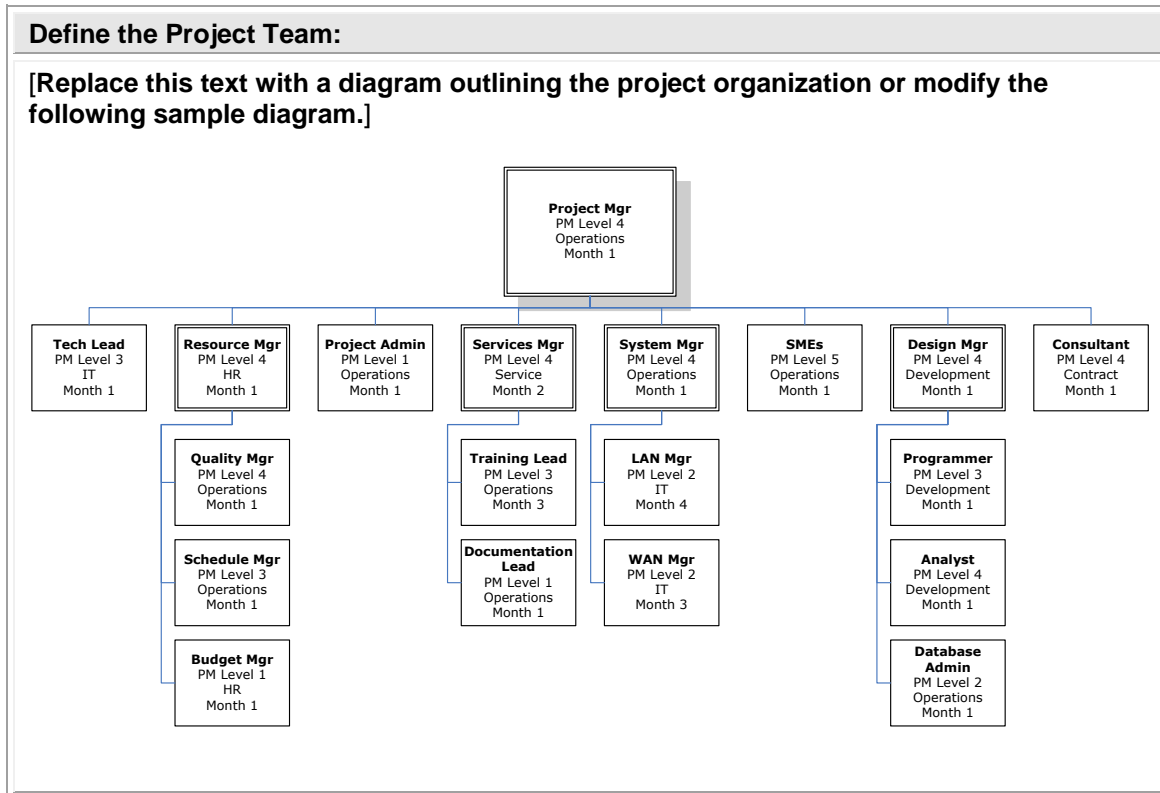 Define the Project Team:
[Replace this text with a diagram outlining the project organization or modify the
following sample diagram.]
Project Mgr
PM Level 4
Operations
Month 1
Tech Lead
PM Level 3
IT
Month 1
Resource Mgr
PM Level 4
HR
Month 1
Project Admin
PM Level 1
Operations
Month 1
Services Mgr
PM Level 4
Service
Month 2
System Mgr
PM Level 4
Operations
Month 1
SMEs
PM Level 5
Operations
Month 1
Design Mgr
PM Level 4
Development
Month 1
Consultant
PM Level 4
Contract
Month 1
Quality Mgr
PM Level 4
Operations
Month 1
Training Lead
PM Level 3
Operations
Month 3
LAN Mgr
PM Level 2
IT
Month 4
Programmer
PM Level 3
Development
Month 1
Schedule Mgr
PM Level 3
Operations
Month 1
Documentation
Lead
PM Level 1
Operations
Month 1
WAN Mgr
PM Level 2
IT
Month 3
Analyst
PM Level 4
Development
Month 1
Budget Mgr
PM Level 1
HR
Month 1
Database
Admin
PM Level 2
Operations
Month 1